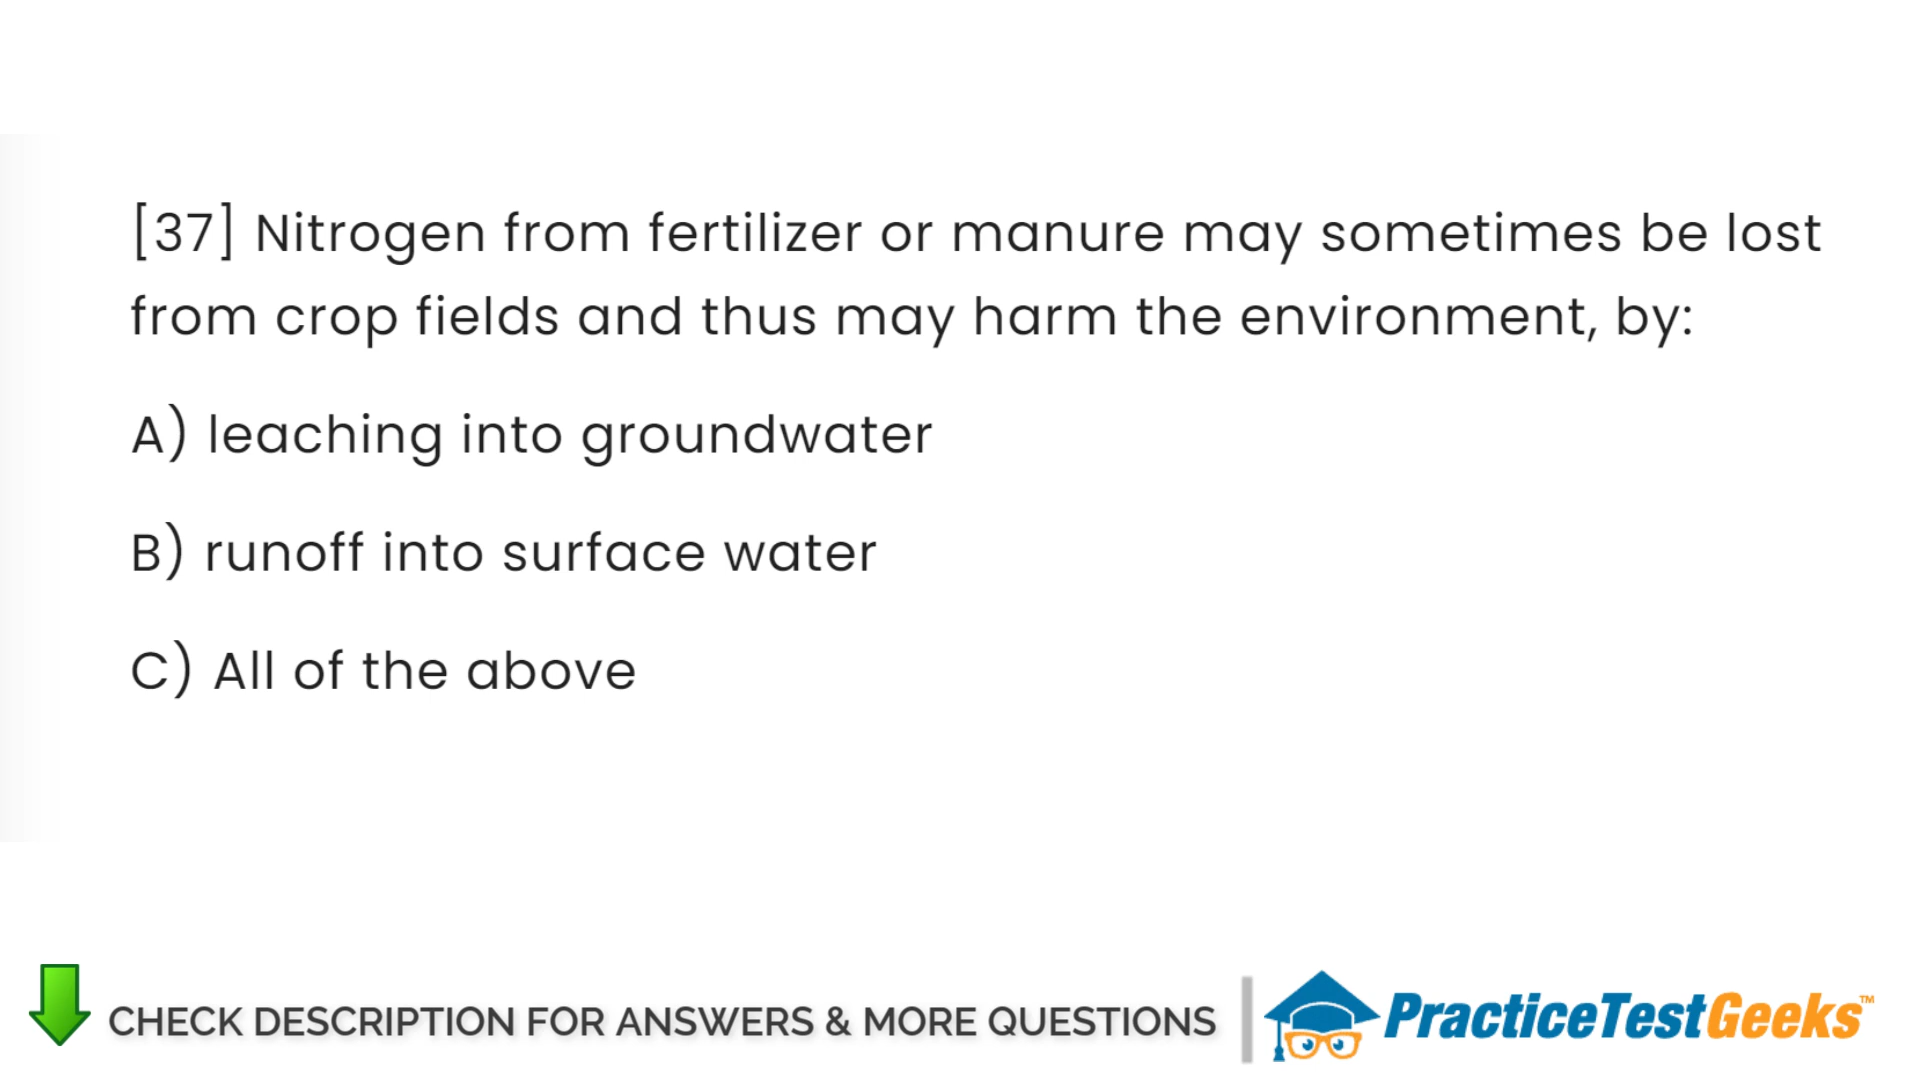 [37] Nitrogen from fertilizer or manure may sometimes be lost
from crop fields and thus may harm the environment, by:
A) leaching into groundwater
B) runoff into surface water
C) All of the above
CHECK DESCRIPTION FOR ANSWERS & MORE QUESTIONS
PracticeTestGeeks™